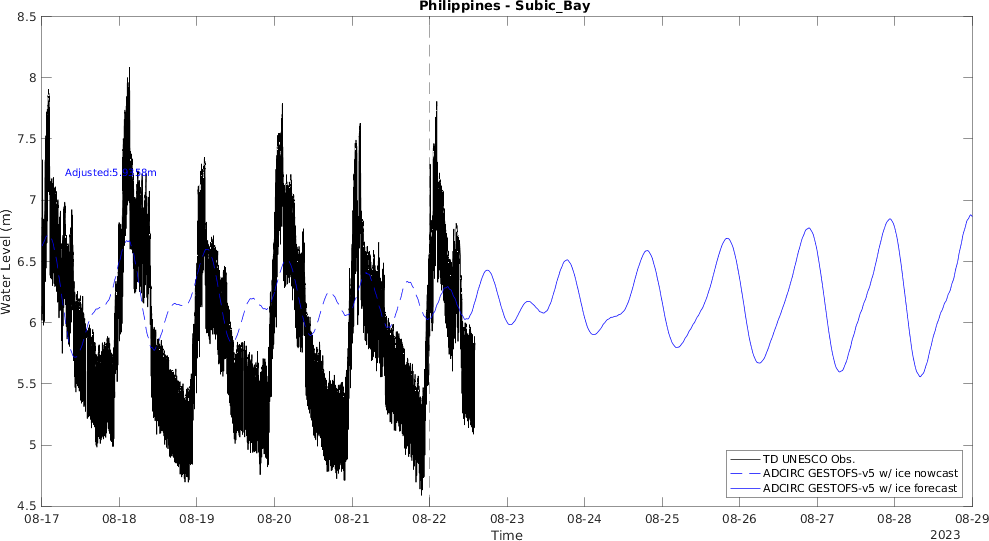 Philippines - Subic_Bay
8.5
8
7.5
7
6.5
6
5.5
5
4.5
Water Level (m)
TD UNESCO Obs.
ADCIRC GESTOFS-v5 w/ ice nowcast
ADCIRC GESTOFS-v5 w/ ice forecast
08-17 08-18 08-19 08-20 08-21 08-22 08-23 08-24 08-25 08-26 08-27 08-28 08-29
Time
2023